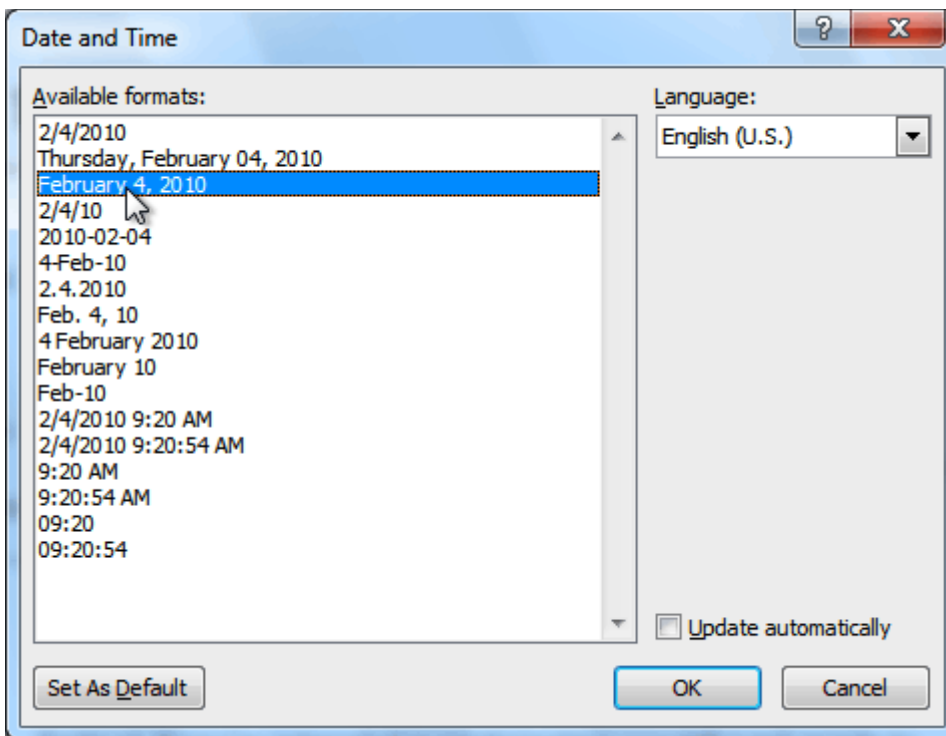 Date and Time
Available formats:
2/4/2010
Thursday, February 04, 2010
February 4, 2010
2/4/10
2010-02-04
4-Feb-10
2.4.2010
Feb. 4, 10
4 February 2010
February 10
Feb-10
2/4/2010 9:20 AM
2/4/2010 9:20:54 AM
9:20 AM
9:20:54 AM
09:20
09:20:54
Language:
English (U.S.)
Update automatically
Set As Default
OK
Cancel